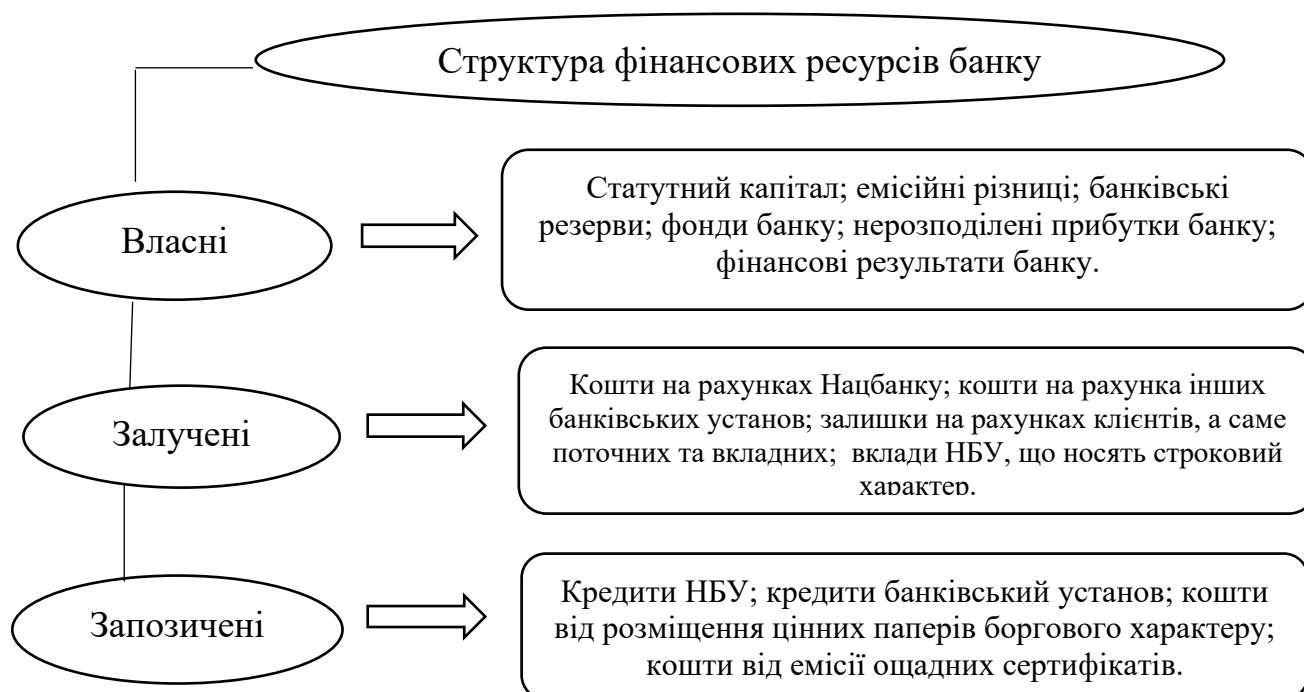 Структура фінансових ресурсів банку
Власні
Статутний капітал; емісійні різниці; банківські
резерви; фонди банку; нерозподілені прибутки банку;
фінансові результати банку.
Залучені
Кошти на рахунках Нацбанку; кошти на рахунка інших
банківських установ; залишки на рахунках клієнтів, а саме
поточних та вкладних; вклади НБУ, що носять строковий
характер.
Запозичені
Кредити НБУ; кредити банківський установ; кошти
від розміщення цінних паперів боргового характеру;
кошти від емісії ощадних сертифікатів.